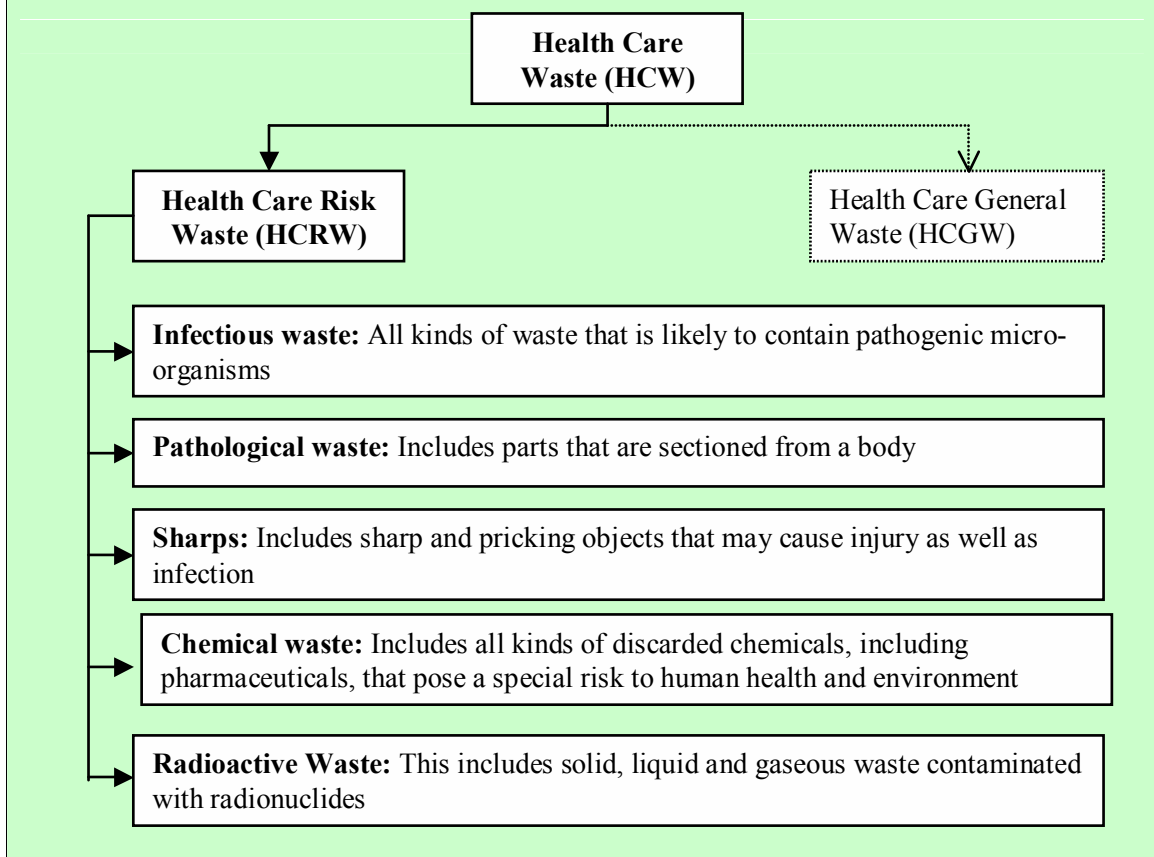 Health Care
Waste (HCW)
Health Care Risk
Waste (HCRW)
Health Care General
Waste (HCGW)
Infectious waste: All kinds of waste that is likely to contain pathogenic micro-
organisms
Pathological waste: Includes parts that are sectioned from a body
Sharps: Includes sharp and pricking objects that may cause injury as well as
infection
Chemical waste: Includes all kinds of discarded chemicals, including
pharmaceuticals, that pose a special risk to human health and environment
Radioactive Waste: This includes solid, liquid and gaseous waste contaminated
with radionuclides